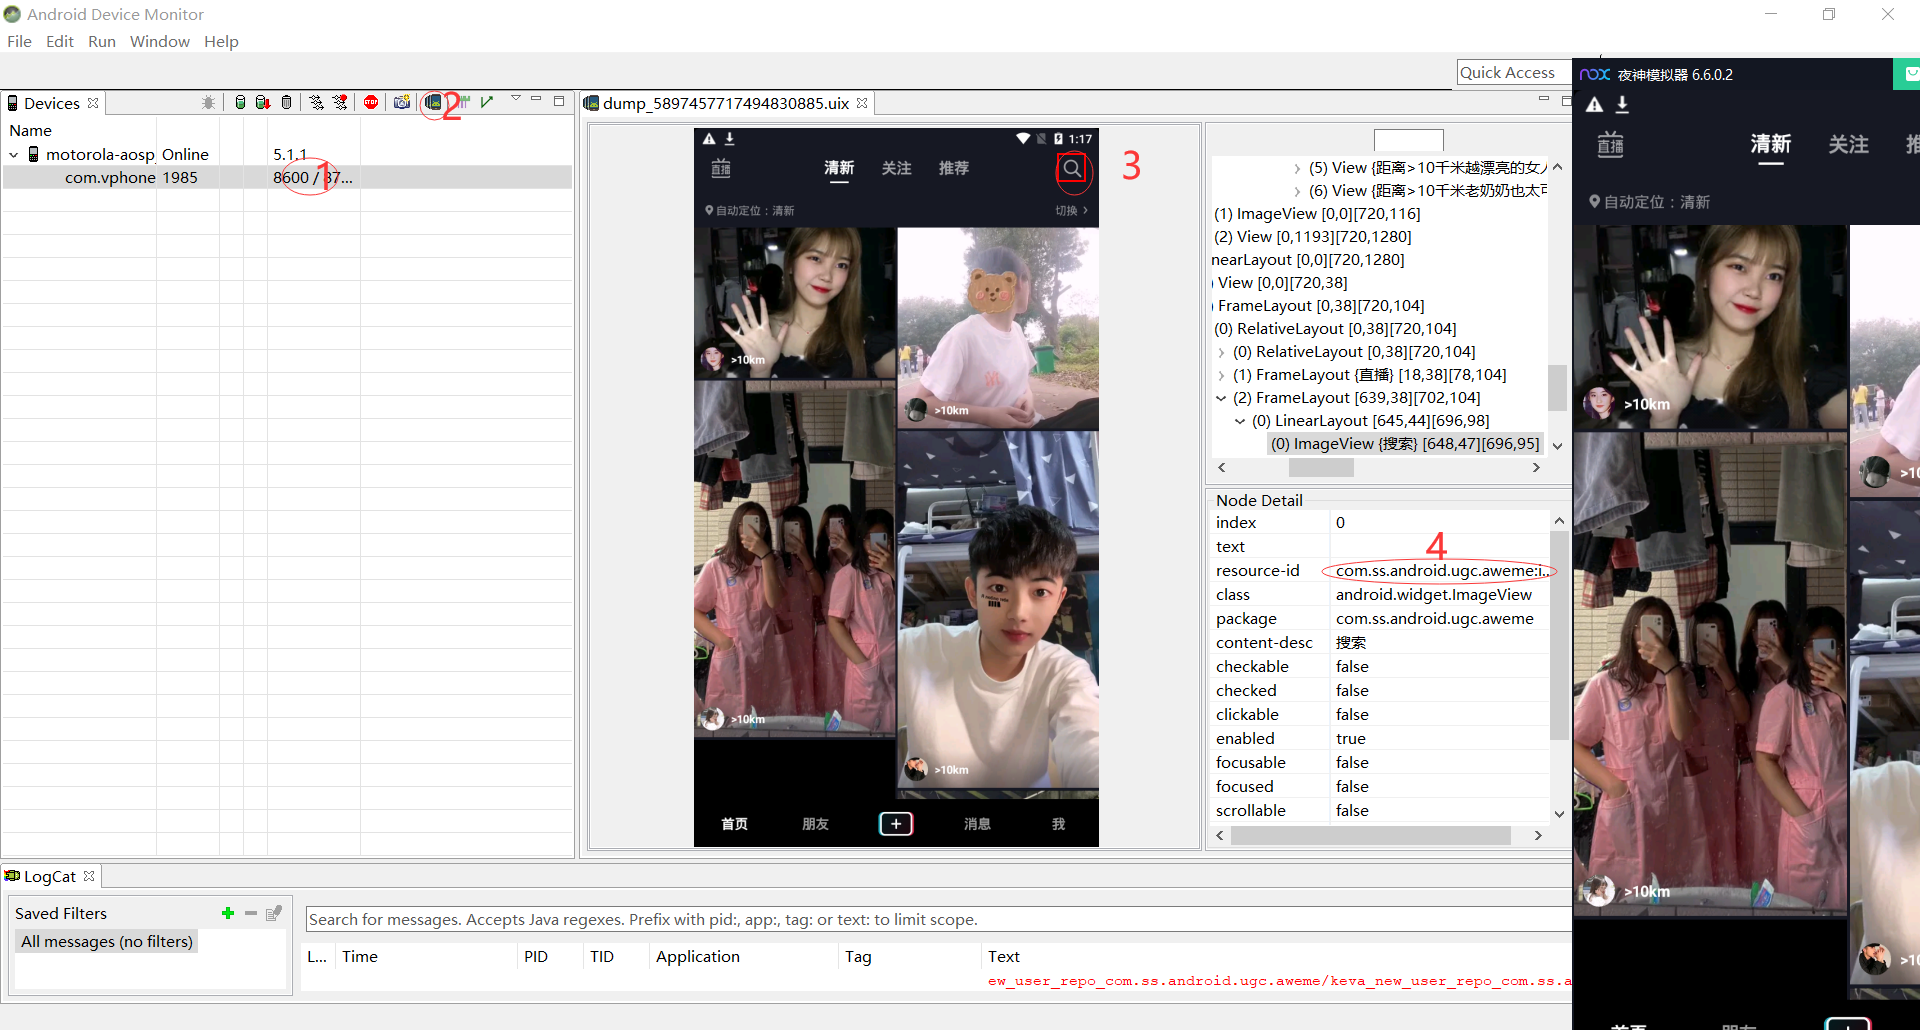 Android Device Monitor
File Edit Run Window Help
Quick Access
Devices
2
Name
motorola-aosp Online 5.1.1
com.vphone 1985 8600 / 87...
1
dump_5897457717494830885.uix
1:17
直播 清新 关注 推荐
3
自动定位：清新 切换
>10km
>10km
>10km
>10km
首页 朋友 + 消息 我
(5) View {距离>10千米越漂亮的女人
(6) View {距离>10千米老奶奶也太可
(1) ImageView [0,0][720,116]
(2) View [0,1193][720,1280]
nearLayout [0,0][720,1280]
) View [0,0][720,38]
) FrameLayout [0,38][720,104]
(0) RelativeLayout [0,38][720,104]
(0) RelativeLayout [0,38][720,104]
(1) FrameLayout {直播} [18,38][78,104]
(2) FrameLayout [639,38][702,104]
(0) LinearLayout [645,44][696,98]
(0) ImageView {搜索} [648,47][696,95]
Node Detail
index 0
text
4
resource-id com.ss.android.ugc.aweme:i...
class android.widget.ImageView
package com.ss.android.ugc.aweme
content-desc 搜索
checkable false
checked false
clickable false
enabled true
focusable false
focused false
scrollable false
LogCat
Saved Filters
All messages (no filters)
Search for messages. Accepts Java regexes. Prefix with pid:, app:, tag: or text: to limit scope.
L... Time PID TID Application Tag Text
ew_user_repo_com.ss.android.ugc.aweme/keva_new_user_repo_com.ss.a
nox 夜神模拟器 6.6.0.2
直播 清新 关注
自动定位：清新
>10km
>10
>10km
>10
首页 朋友 +